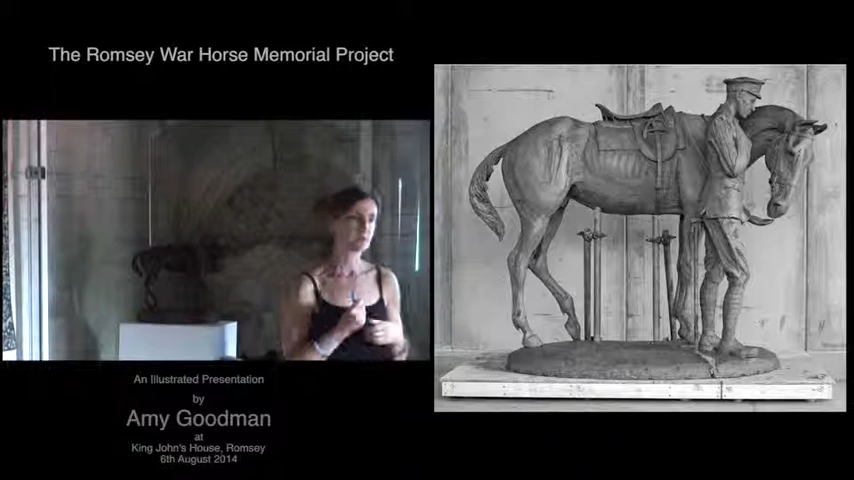 The Romsey War Horse Memorial Project
An Illustrated Presentation
by
Amy Goodman
at
King John's House, Romsey
6th August 2014